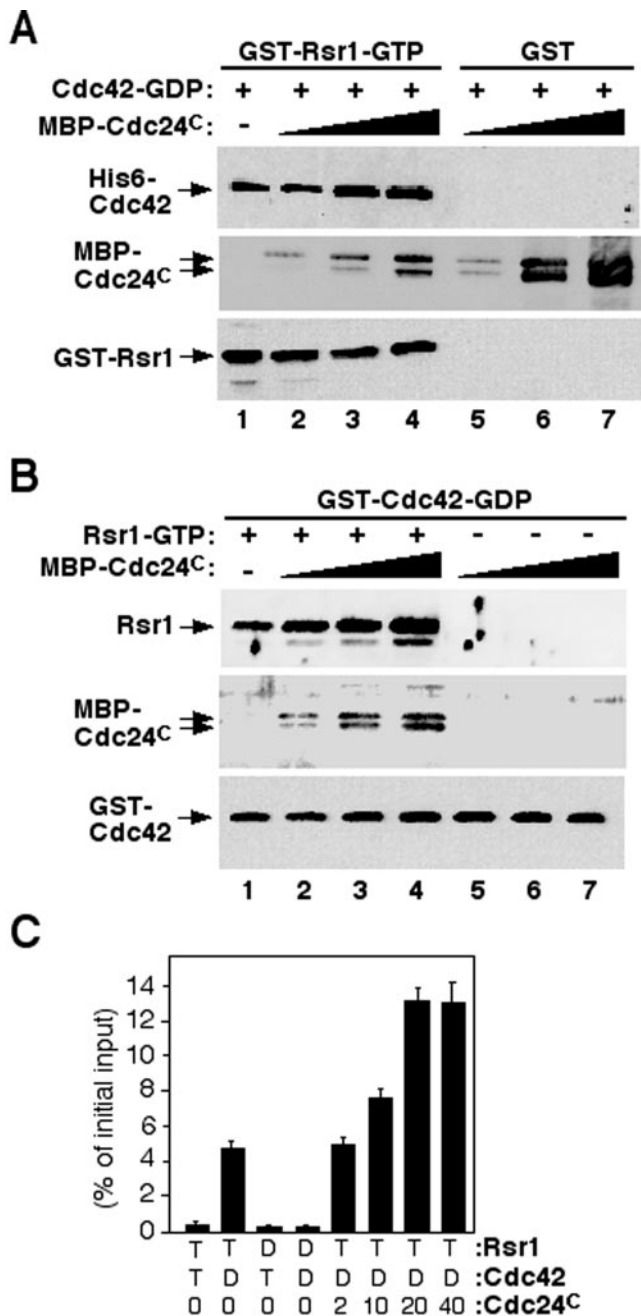 A
GST-Rsr1-GTP GST
Cdc42-GDP: + + + + + + +
MBP-Cdc24C: -
His6-
Cdc42
MBP-
Cdc24C
GST-Rsr1
1 2 3 4 5 6 7
B
GST-Cdc42-GDP
Rsr1-GTP: + + + + - - -
MBP-Cdc24C: -
Rsr1
MBP-
Cdc24C
GST-
Cdc42
1 2 3 4 5 6 7
C
(% of initial input)
14
12
10
8
6
4
2
0
T T D D T T T T :Rsr1
T D T D D D D D :Cdc42
0 0 0 0 2 10 20 40 :Cdc24C